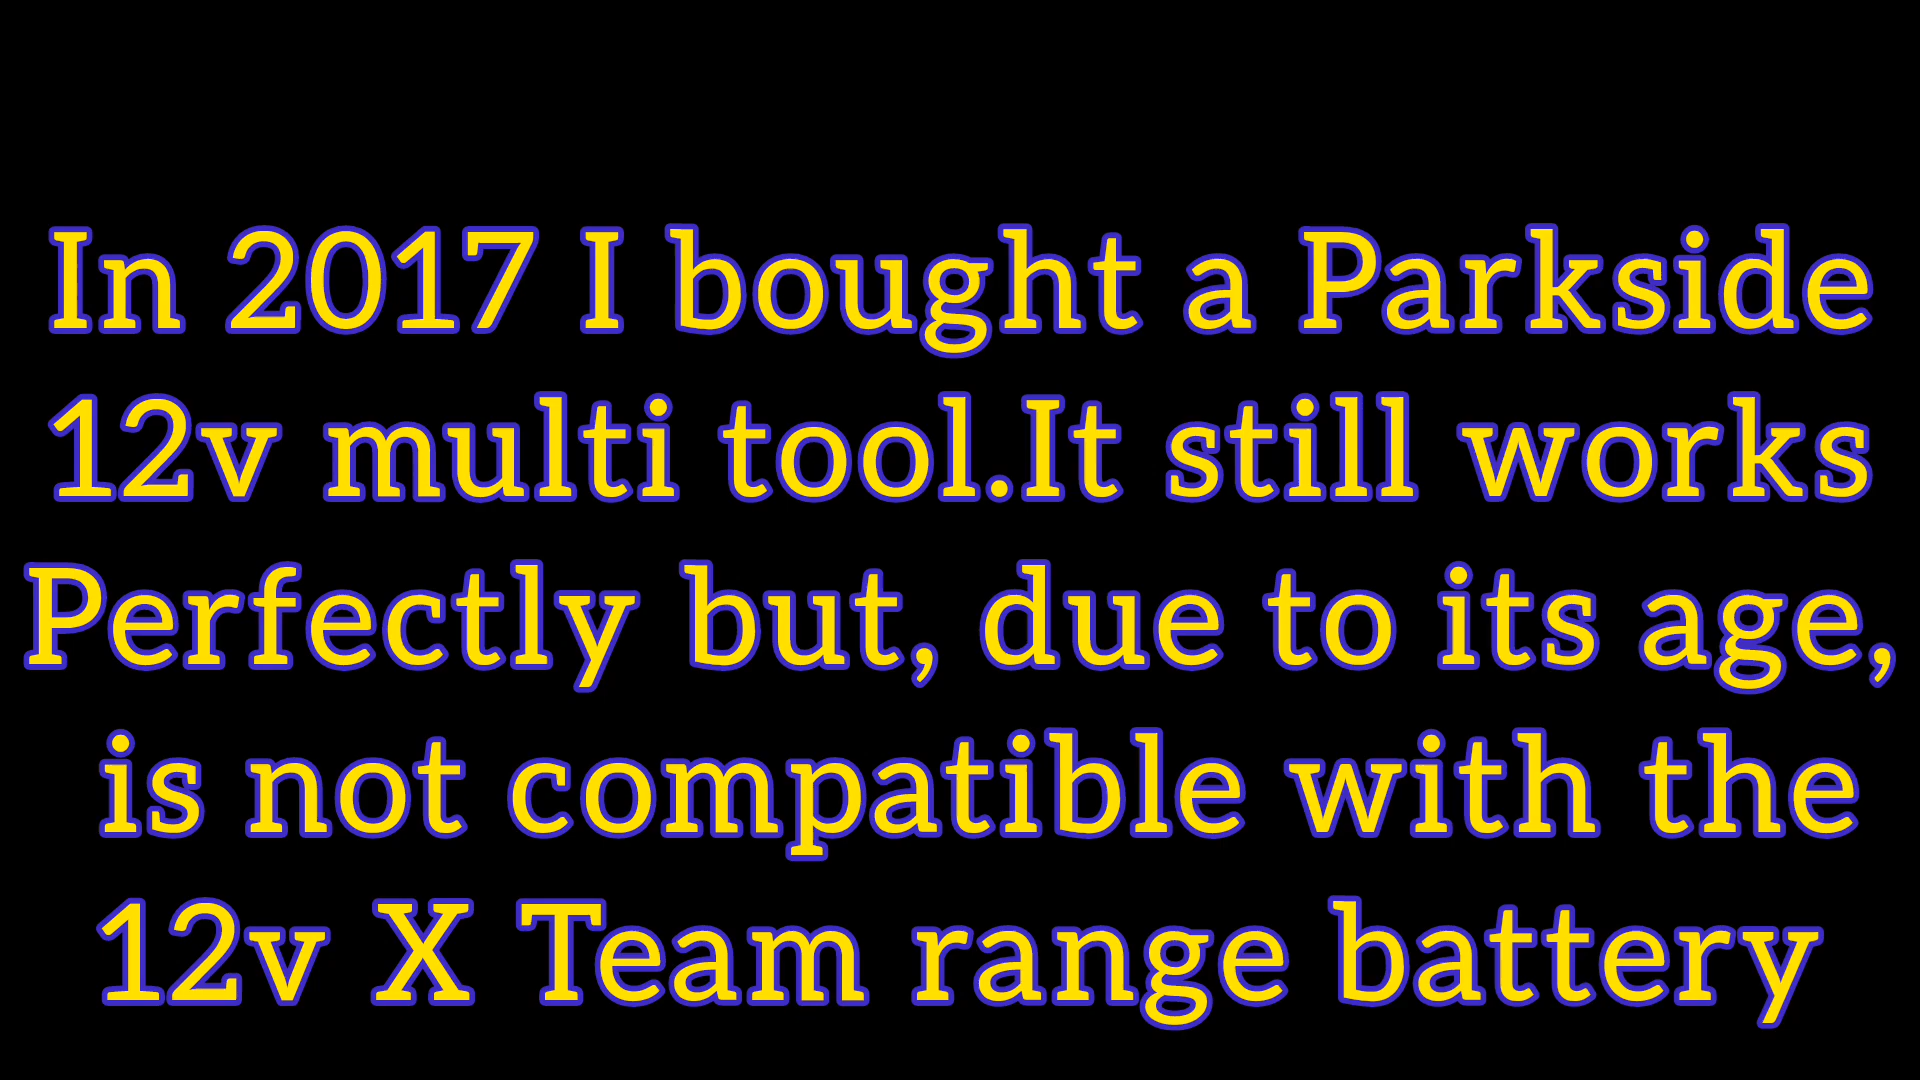 In 2017 I bought a Parkside
12v multi tool.It still works
Perfectly but, due to its age,
is not compatible with the
12v X Team range battery